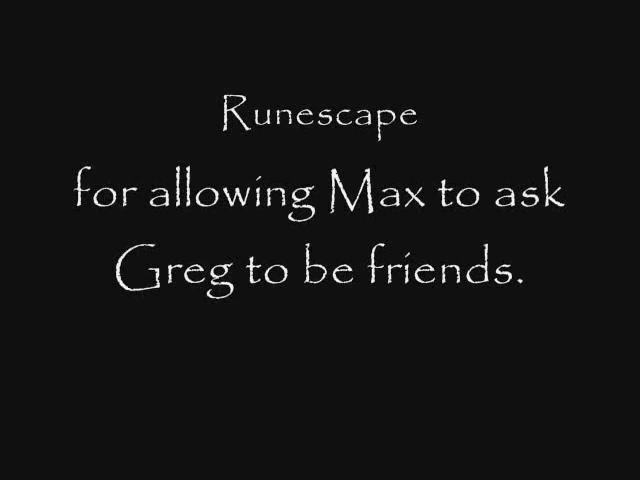 Runescape
for allowing Max to ask
Greg to be friends.